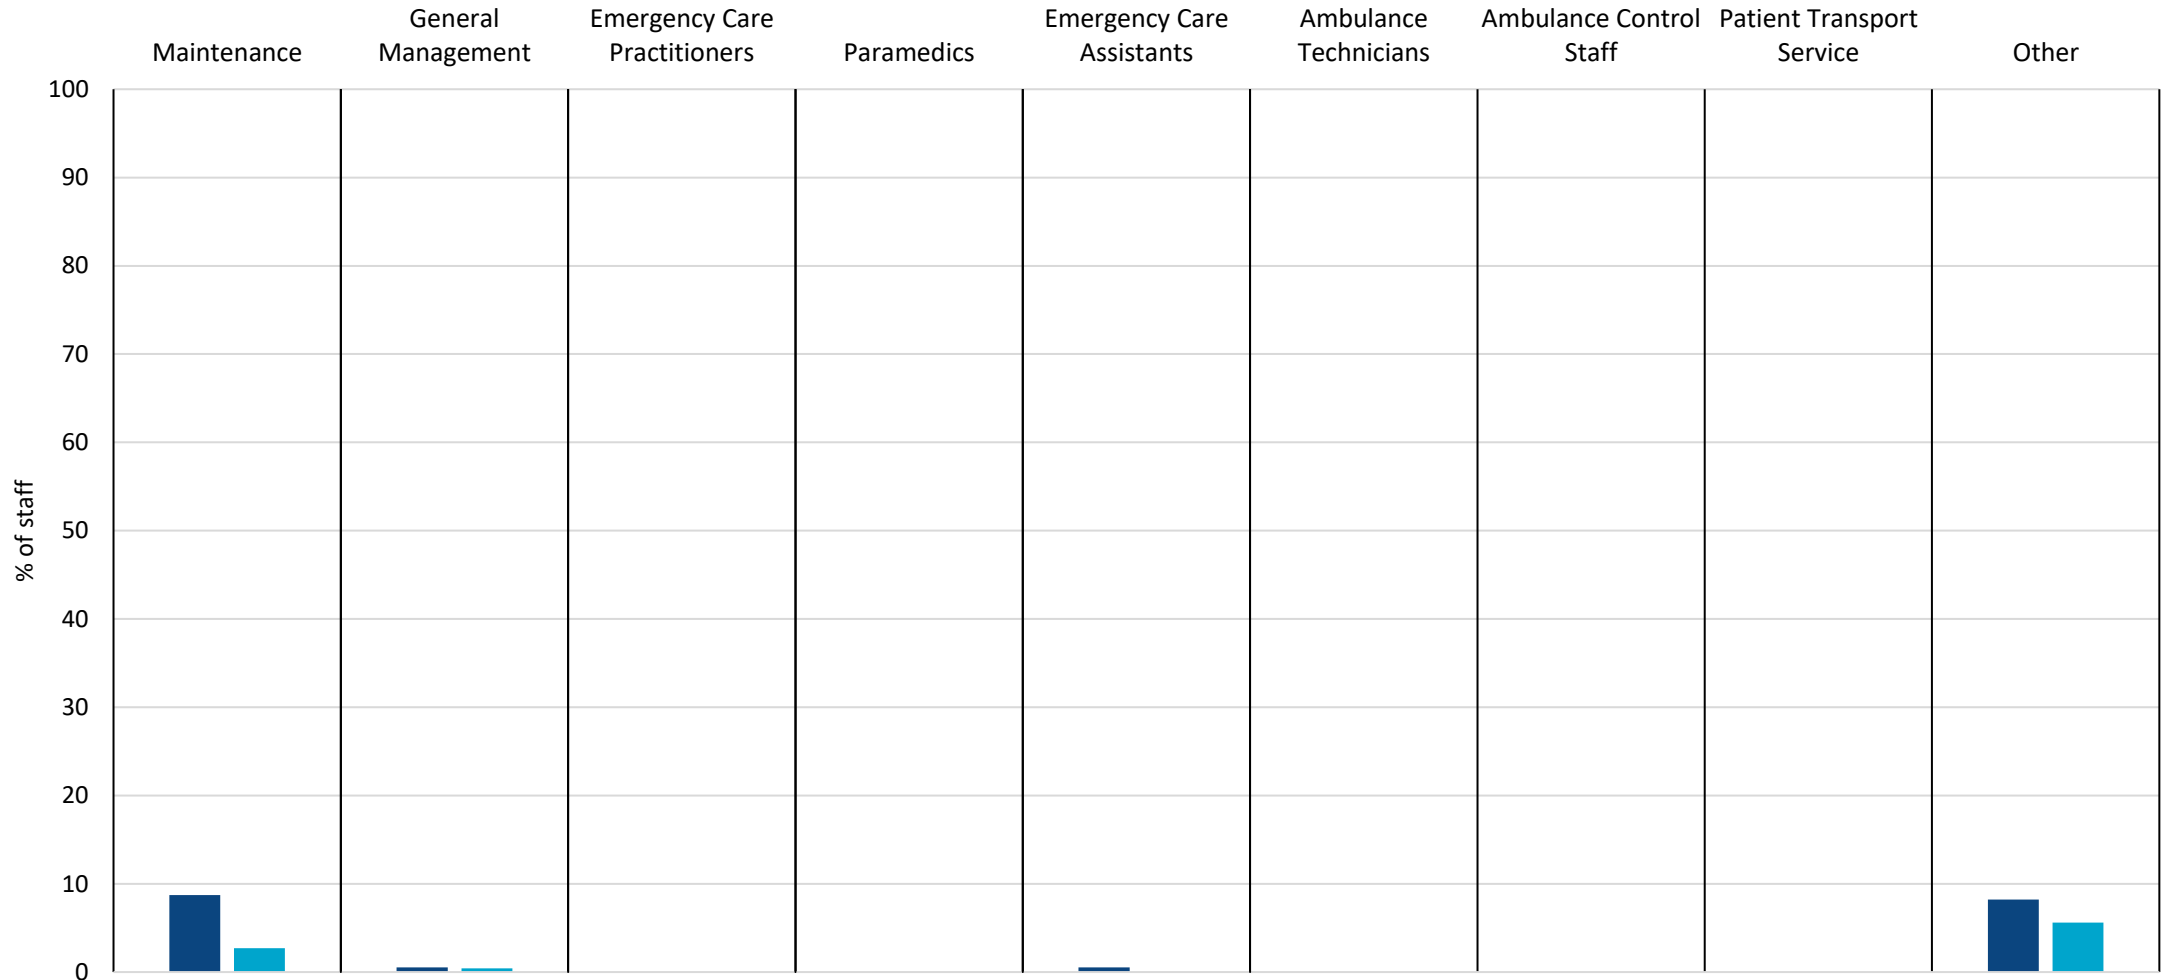 Maintenance
General
Management
Emergency Care
Practitioners
Paramedics
Emergency Care
Assistants
Ambulance
Technicians
Ambulance Control
Staff
Patient Transport
Service
Other
100
90
80
70
60
50
40
30
20
10
0
% of staff